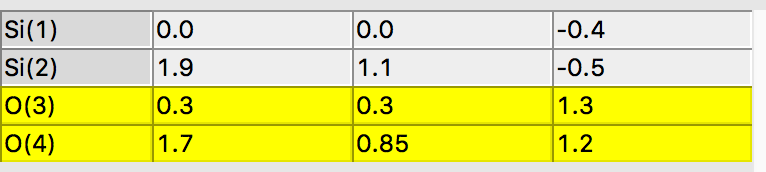 Si(1) 0.0 0.0 -0.4
Si(2) 1.9 1.1 -0.5
O(3) 0.3 0.3 1.3
O(4) 1.7 0.85 1.2